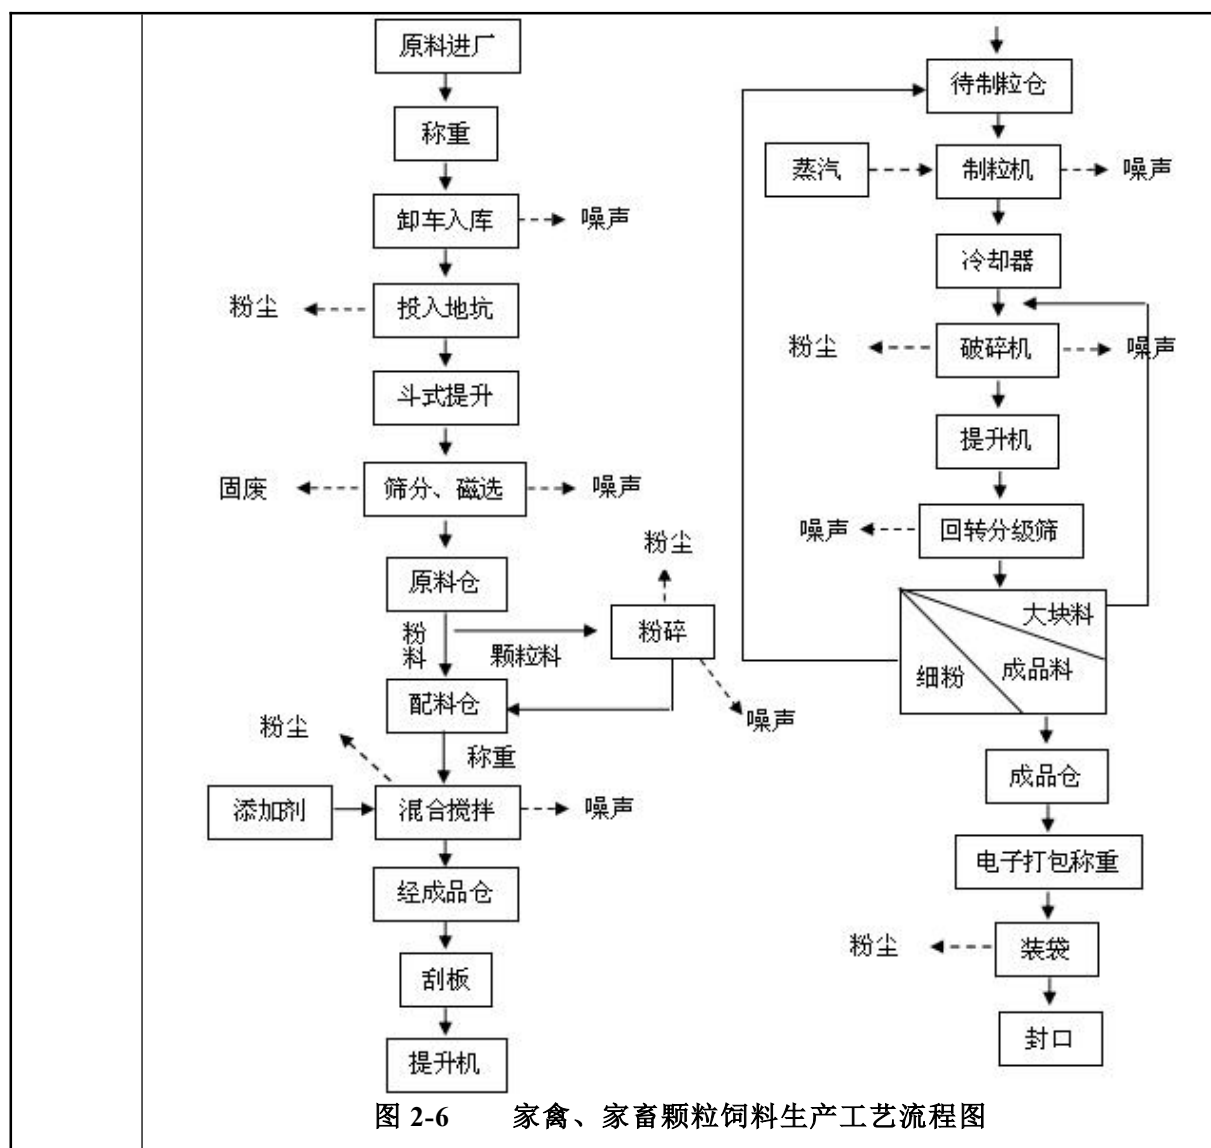 原料进厂
称重
卸车入库
噪声
粉尘
投入地坑
斗式提升
固废
筛分、磁选
噪声
原料仓
粉料
颗粒料
粉尘
粉碎
噪声
配料仓
粉尘
称重
添加剂
混合搅拌
噪声
经成品仓
刮板
提升机
待制粒仓
蒸汽
制粒机
噪声
冷却器
粉尘
破碎机
噪声
提升机
噪声
回转分级筛
大块料
成品料
细粉
成品仓
电子打包称重
粉尘
装袋
封口
图 2-6 家禽、家畜颗粒饲料生产工艺流程图